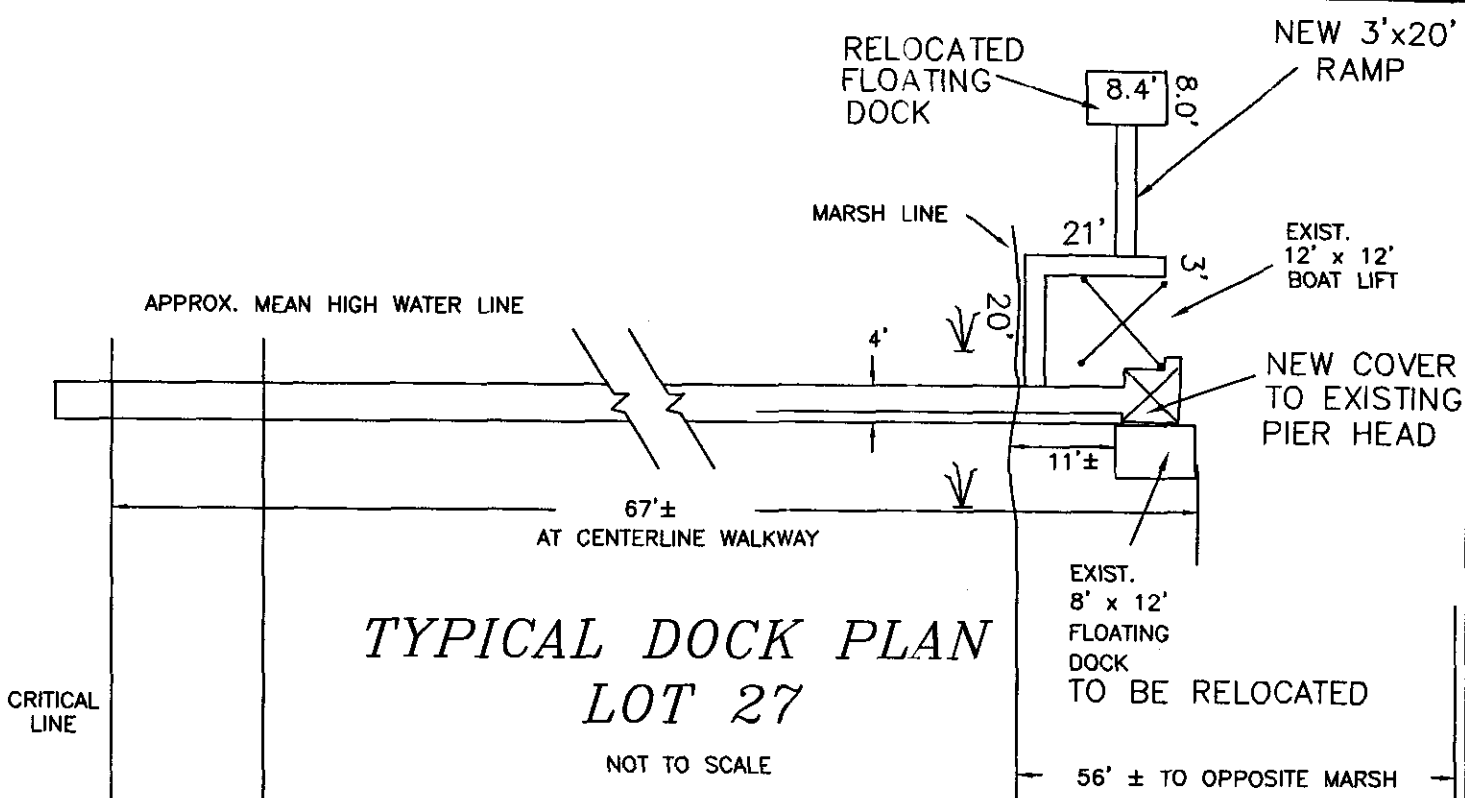 RELOCATED
FLOATING
DOCK
8.4'
8.0'
NEW 3'x20'
RAMP
MARSH LINE
21'
3'
EXIST.
12' x 12'
BOAT LIFT
APPROX. MEAN HIGH WATER LINE
20'
4'
NEW COVER
TO EXISTING
PIER HEAD
11'±
67'±
AT CENTERLINE WALKWAY
EXIST.
8' x 12'
FLOATING
DOCK
TO BE RELOCATED
TYPICAL DOCK PLAN
LOT 27
NOT TO SCALE
CRITICAL
LINE
56' ± TO OPPOSITE MARSH